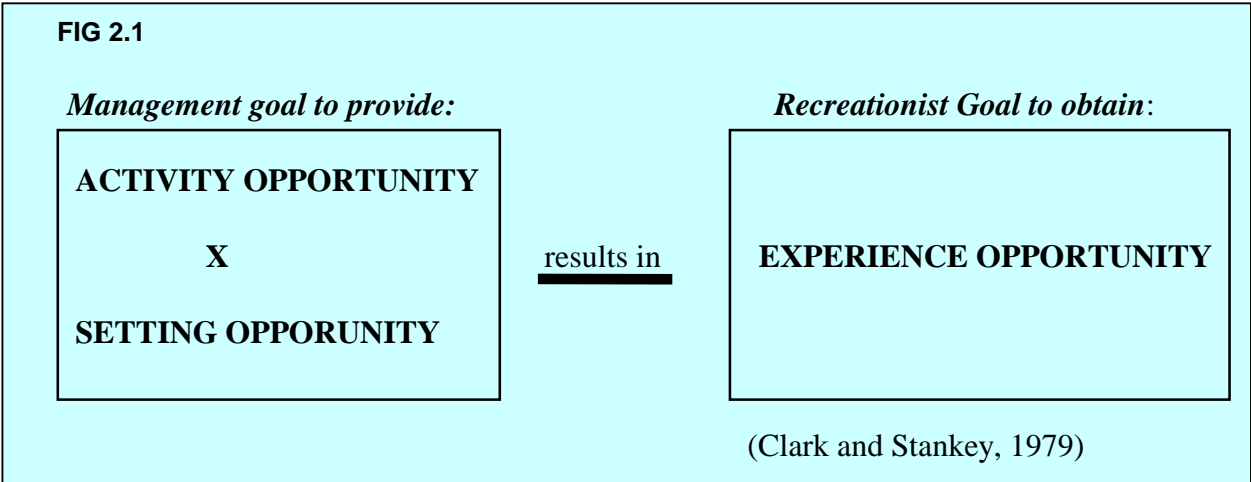 FIG 2.1
Management goal to provide:
ACTIVITY OPPORTUNITY
X
SETTING OPPORUNITY
results in
Recreationist Goal to obtain:
EXPERIENCE OPPORTUNITY
(Clark and Stankey, 1979)